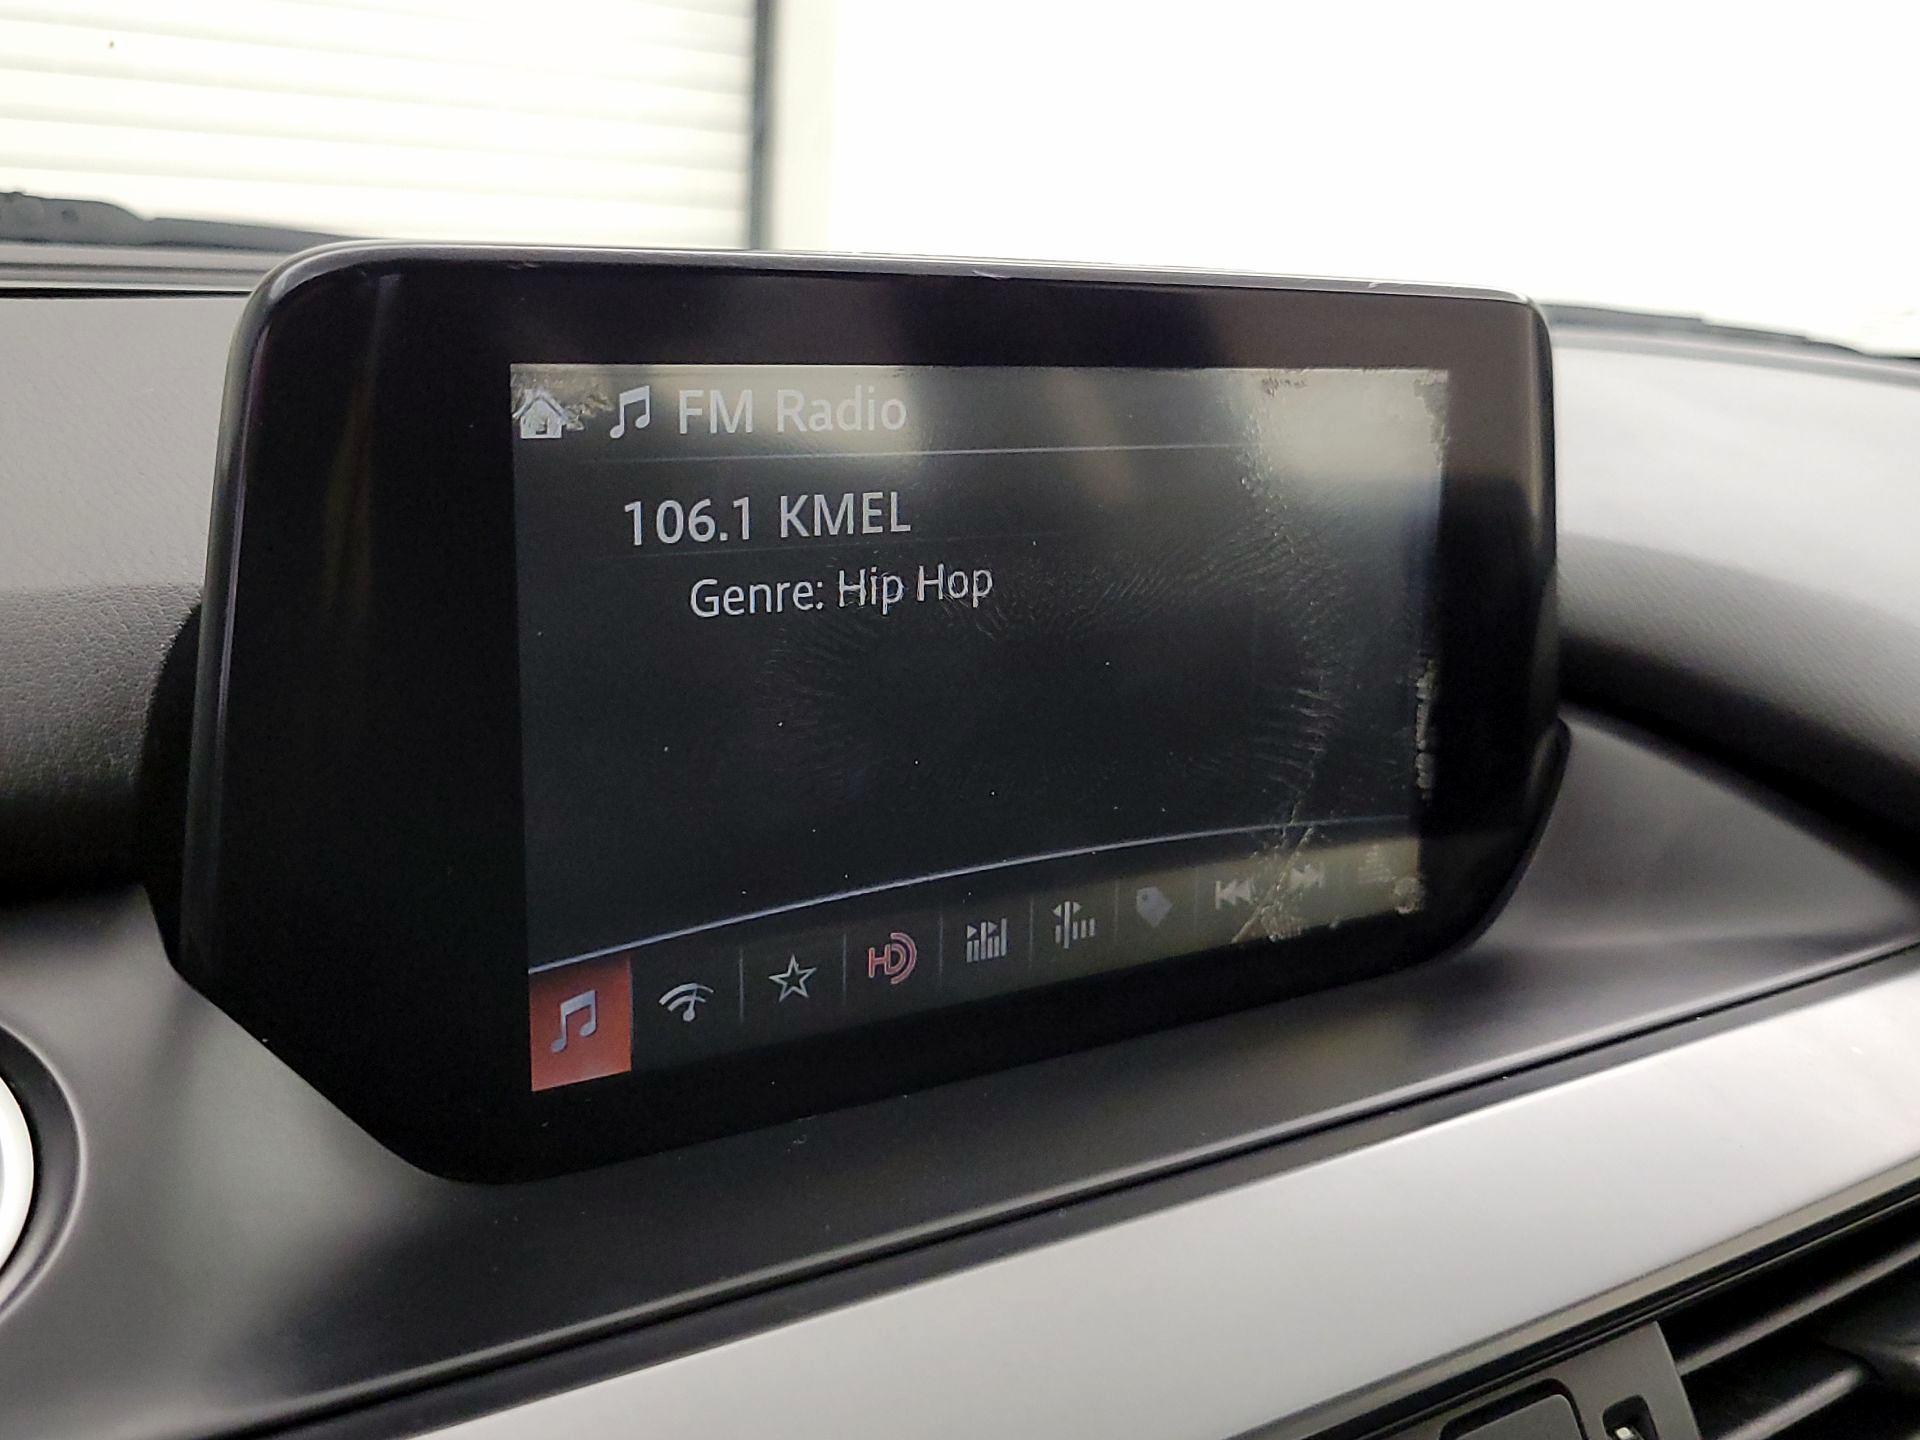 FM Radio
106.1 KMEL
Genre: Hip Hop
HD